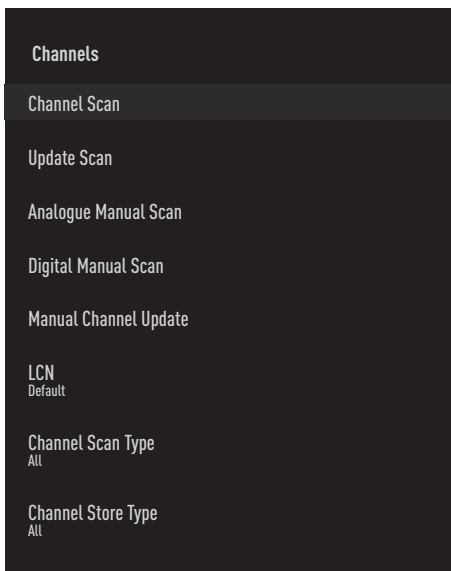 Channels
Channel Scan
Update Scan
Analogue Manual Scan
Digital Manual Scan
Manual Channel Update
LCN
Default
Channel Scan Type
All
Channel Store Type
All